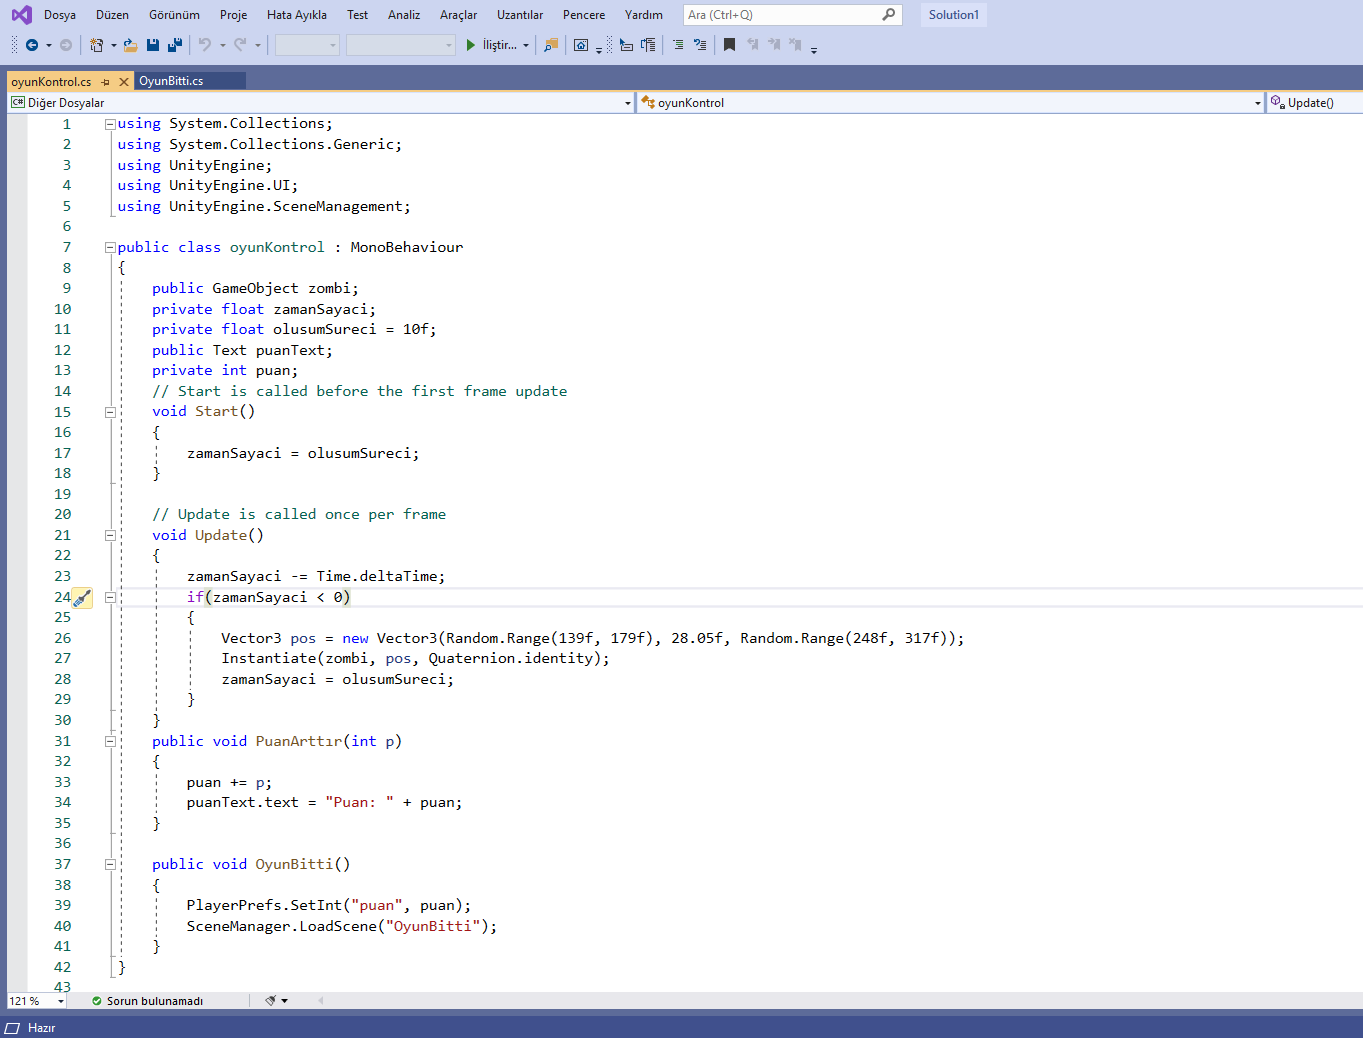 Dosya Düzen Görünüm Proje Hata Ayıkla Test Analiz Araçlar Uzantılar Pencere Yardım Ara (Ctrl+Q) Solution1
İliştir...
oyunKontrol.cs OyunBitti.cs
C# Diğer Dosyalar oyunKontrol Update()
1 using System.Collections;
2 using System.Collections.Generic;
3 using UnityEngine;
4 using UnityEngine.UI;
5 using UnityEngine.SceneManagement;
6
7 public class oyunKontrol : MonoBehaviour
8 {
9 public GameObject zombi;
10 private float zamanSayaci;
11 private float olusumSureci = 10f;
12 public Text puanText;
13 private int puan;
14 // Start is called before the first frame update
15 void Start()
16 {
17 zamanSayaci = olusumSureci;
18 }
19
20 // Update is called once per frame
21 void Update()
22 {
23 zamanSayaci -= Time.deltaTime;
24 if(zamanSayaci < 0)
25 {
26 Vector3 pos = new Vector3(Random.Range(139f, 179f), 28.05f, Random.Range(248f, 317f));
27 Instantiate(zombi, pos, Quaternion.identity);
28 zamanSayaci = olusumSureci;
29 }
30 }
31 public void PuanArttır(int p)
32 {
33 puan += p;
34 puanText.text = "Puan: " + puan;
35 }
36
37 public void OyunBitti()
38 {
39 PlayerPrefs.SetInt("puan", puan);
40 SceneManager.LoadScene("OyunBitti");
41 }
42 }
43
121 % Sorun bulunamadı
Hazır